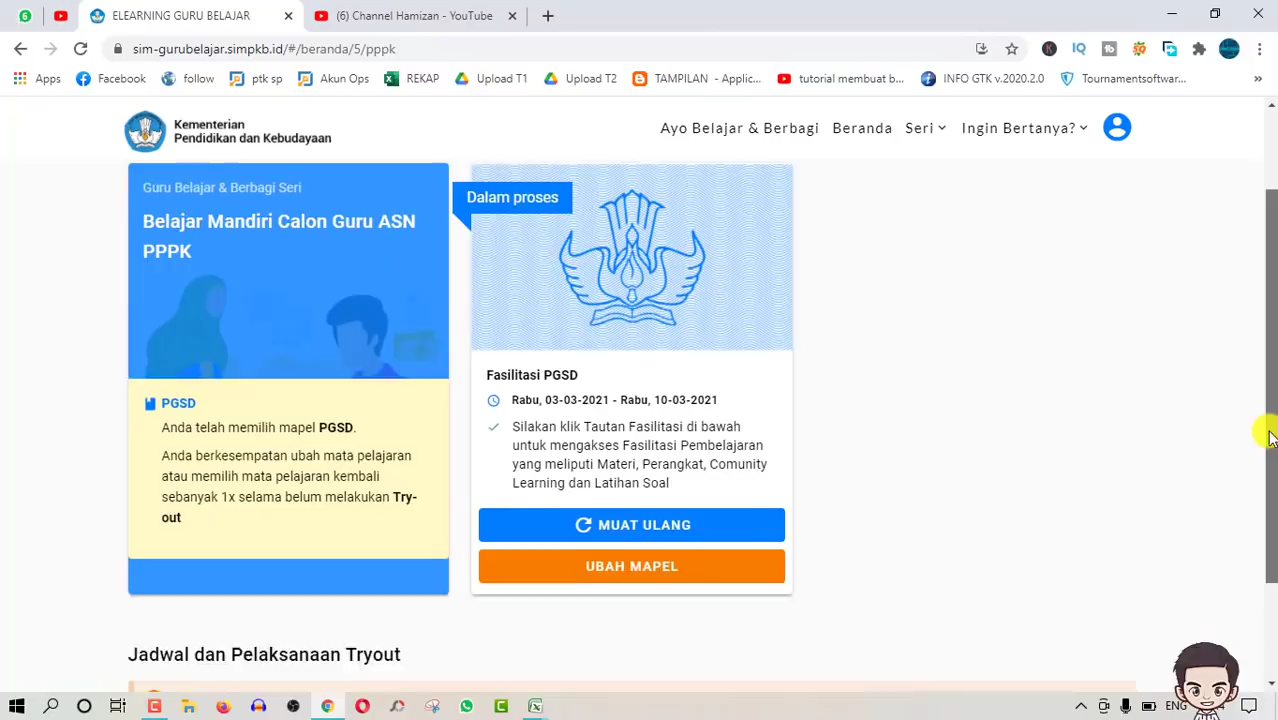 ELEARNING GURU BELAJAR
(6) Channel Hamizan - YouTube
sim-gurubelajar.simpkb.id/#/beranda/5/pppk
Apps
Facebook
follow
ptk sp
Akun Ops
REKAP
Upload T1
Upload T2
TAMPILAN - Applic...
tutorial membuat b...
INFO GTK v.2020.2.0
Tournamentsoftwar...
Kementerian
Pendidikan dan Kebudayaan
Ayo Belajar & Berbagi
Beranda
Seri
Ingin Bertanya?
Guru Belajar & Berbagi Seri
Belajar Mandiri Calon Guru ASN
PPPK
PGSD
Anda telah memilih mapel PGSD.
Anda berkesempatan ubah mata pelajaran
atau memilih mata pelajaran kembali
sebanyak 1x selama belum melakukan Try-
out
Dalam proses
Fasilitasi PGSD
Rabu, 03-03-2021 - Rabu, 10-03-2021
Silakan klik Tautan Fasilitasi di bawah
untuk mengakses Fasilitasi Pembelajaran
yang meliputi Materi, Perangkat, Comunity
Learning dan Latihan Soal
MUAT ULANG
UBAH MAPEL
Jadwal dan Pelaksanaan Tryout
ENG